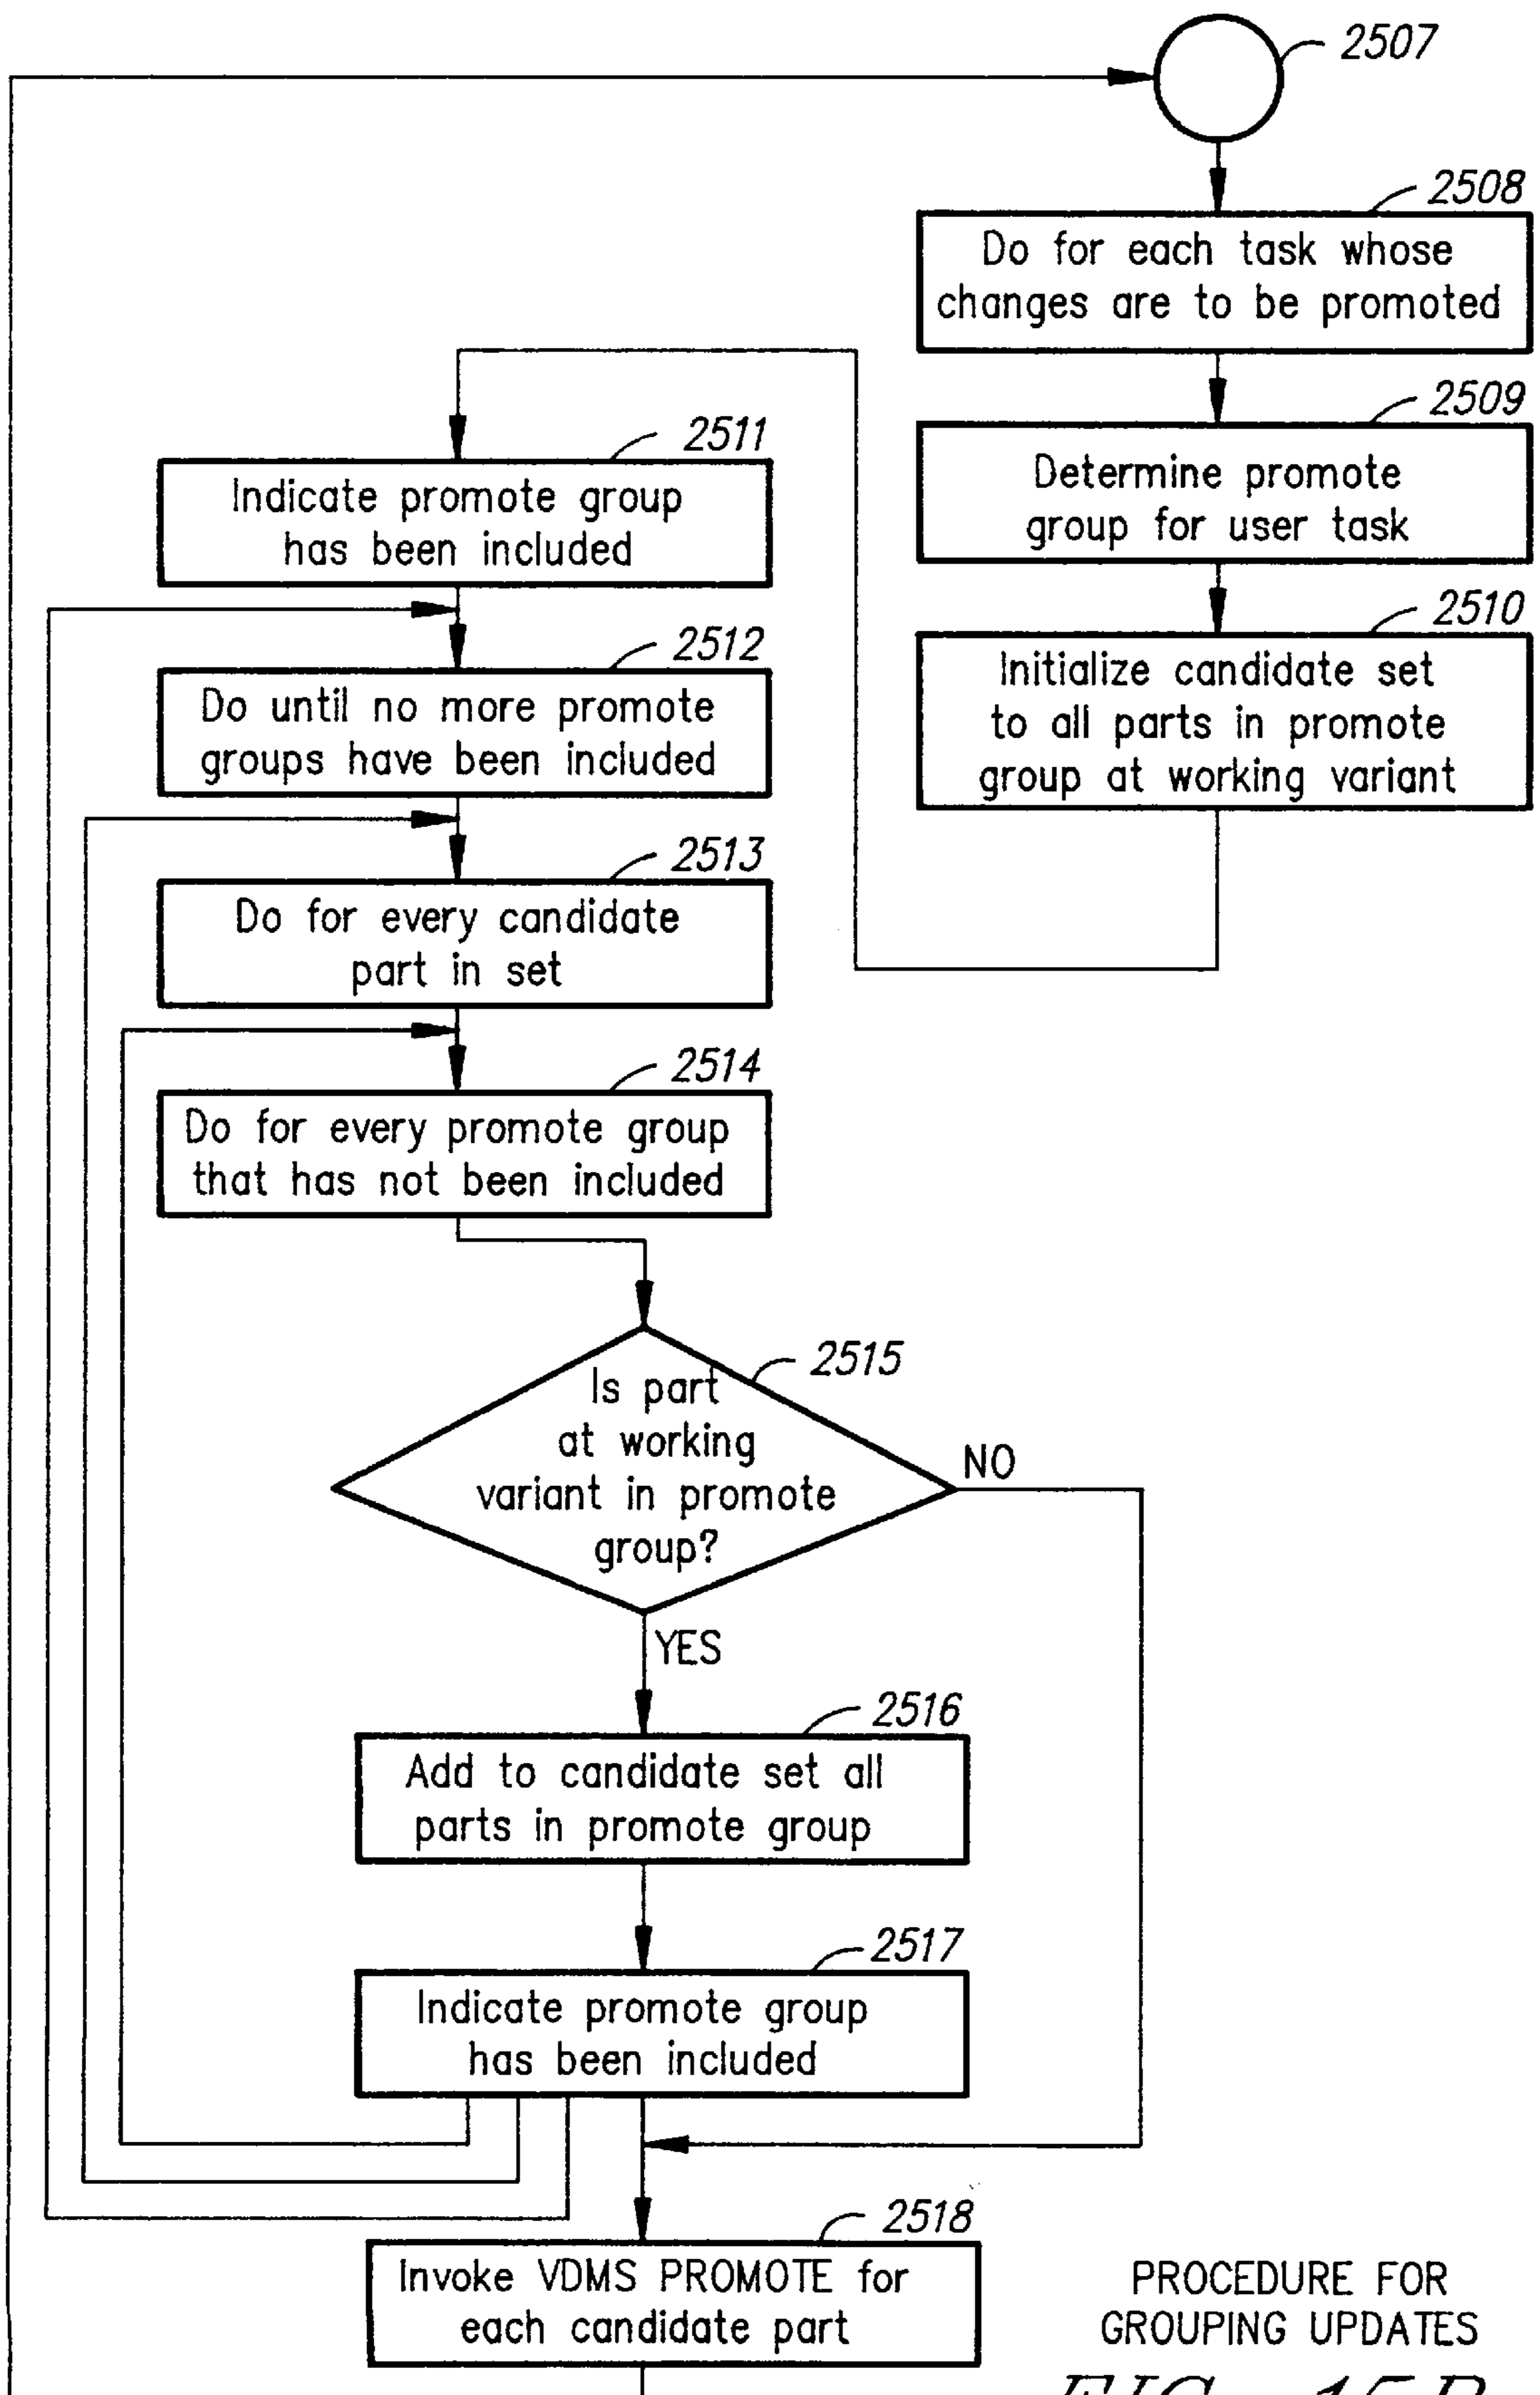 2507
2508
Do for each task whose
changes are to be promoted
2509
Determine promote
group for user task
2510
Initialize candidate set
to all parts in promote
group at working variant
2511
Indicate promote group
has been included
2512
Do until no more promote
groups have been included
2513
Do for every candidate
part in set
2514
Do for every promote group
that has not been included
2515
Is part
at working
variant in promote
group?
NO
YES
2516
Add to candidate set all
parts in promote group
2517
Indicate promote group
has been included
2518
Invoke VDMS PROMOTE for
each candidate part
PROCEDURE FOR
GROUPING UPDATES